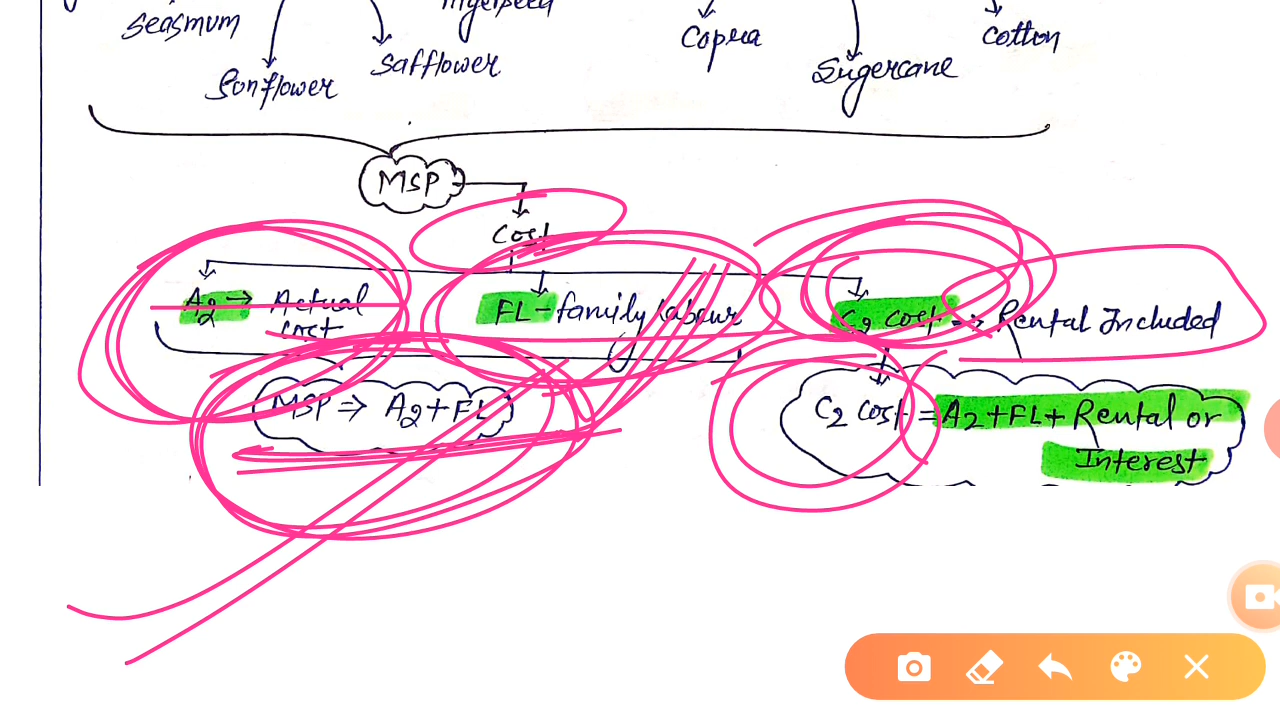 Seasmum
Sunflower
Safflower
Copra
Sugercane
Cotton
MSP
Cost
A2 → Actual cost
FL - family labour
C2 cost => Rental Included
MSP => A2 + FL
C2 cost = A2 + FL + Rental or
Interest